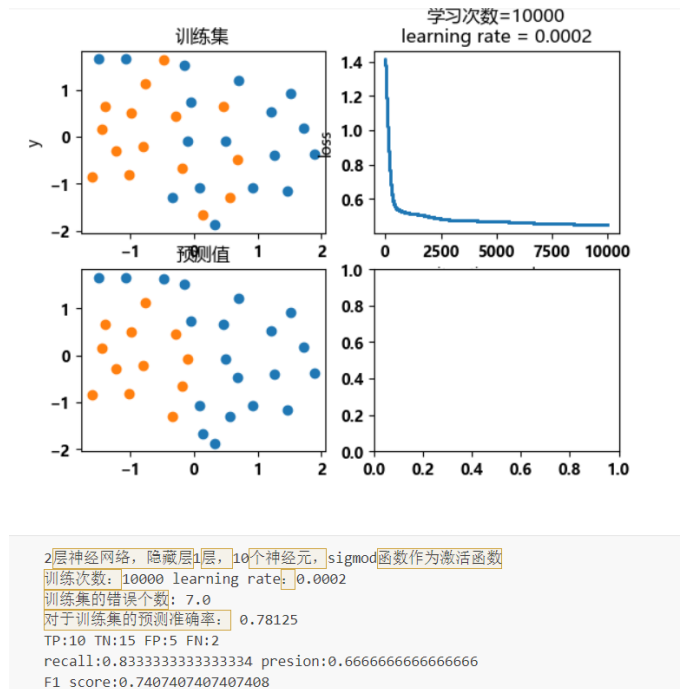 学习次数=10000
训练集
learning rate = 0.0002
1
0
−1
−2
y
−1
0
1
2
1.4
1.2
1.0
0.8
0.6
loss
0
2500
5000
7500
10000
预测值
1
0
−1
−2
−1
0
1
2
1.0
0.8
0.6
0.4
0.2
0.0
0.0
0.2
0.4
0.6
0.8
1.0
2层神经网络，隐藏层1层，10个神经元，sigmod函数作为激活函数
训练次数：10000 learning rate：0.0002
训练集的错误个数: 7.0
对于训练集的预测准确率： 0.78125
TP:10 TN:15 FP:5 FN:2
recall:0.8333333333333334 presion:0.6666666666666666
F1 score:0.7407407407407408